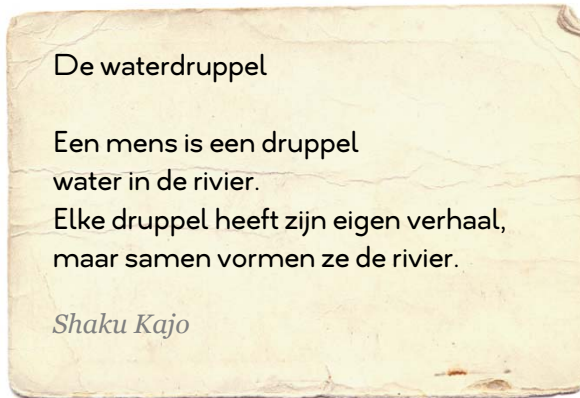 De waterdruppel
Een mens is een druppel
water in de rivier.
Elke druppel heeft zijn eigen verhaal,
maar samen vormen ze de rivier.
Shaku Kajo